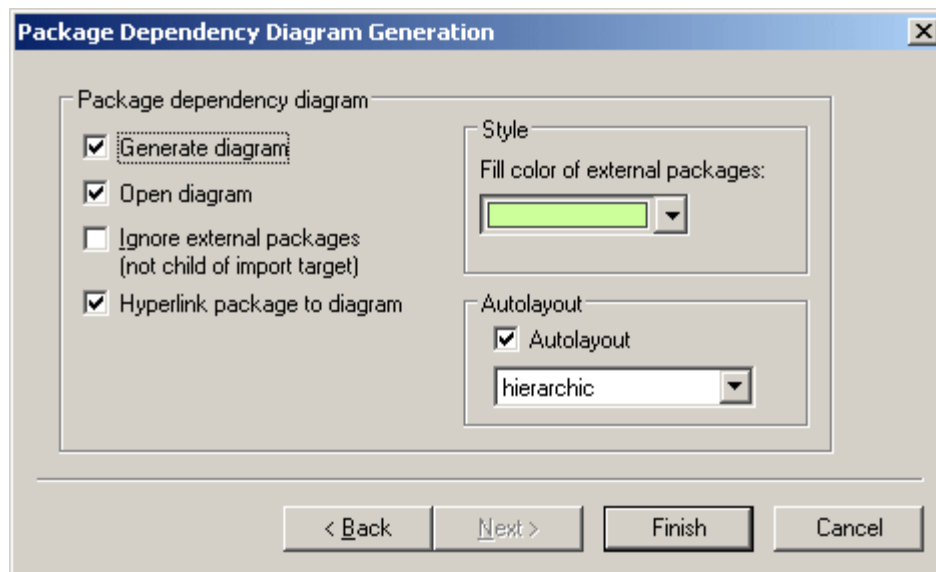 Package Dependency Diagram Generation
Package dependency diagram
Generate diagram
Open diagram
Ignore external packages
(not child of import target)
Hyperlink package to diagram
Style
Fill color of external packages:
Autolayout
Autolayout
hierarchic
< Back
Next >
Finish
Cancel